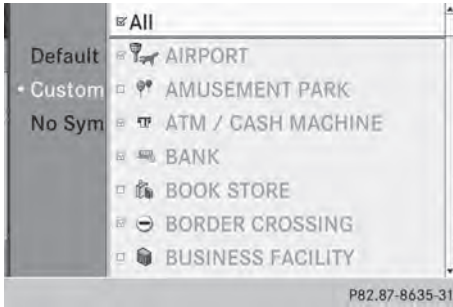 All
Default
• Custom
No Sym
AIRPORT
AMUSEMENT PARK
ATM / CASH MACHINE
BANK
BOOK STORE
BORDER CROSSING
BUSINESS FACILITY
P82.87-8635-31